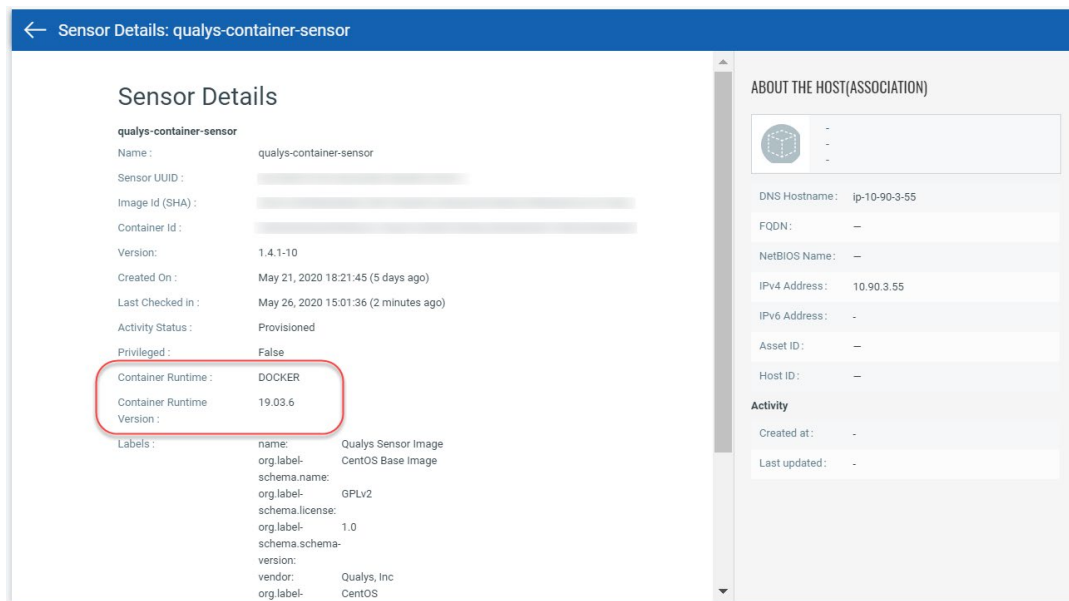 Sensor Details: qualys-container-sensor
Sensor Details
qualys-container-sensor
Name : qualys-container-sensor
Sensor UUID :
Image Id (SHA) :
Container Id :
Version: 1.4.1-10
Created On : May 21, 2020 18:21:45 (5 days ago)
Last Checked in : May 26, 2020 15:01:36 (2 minutes ago)
Activity Status : Provisioned
Privileged : False
Container Runtime : DOCKER
Container Runtime 19.03.6
Version :
Labels : name: Qualys Sensor Image
org.label- CentOS Base Image
schema.name:
org.label- GPLv2
schema.license:
org.label- 1.0
schema.schema-
version:
vendor: Qualys, Inc
org.label- CentOS
ABOUT THE HOST(ASSOCIATION)
-
-
-
DNS Hostname : ip-10-90-3-55
FQDN : –
NetBIOS Name : –
IPv4 Address : 10.90.3.55
IPv6 Address : -
Asset ID : –
Host ID : –
Activity
Created at : -
Last updated : -